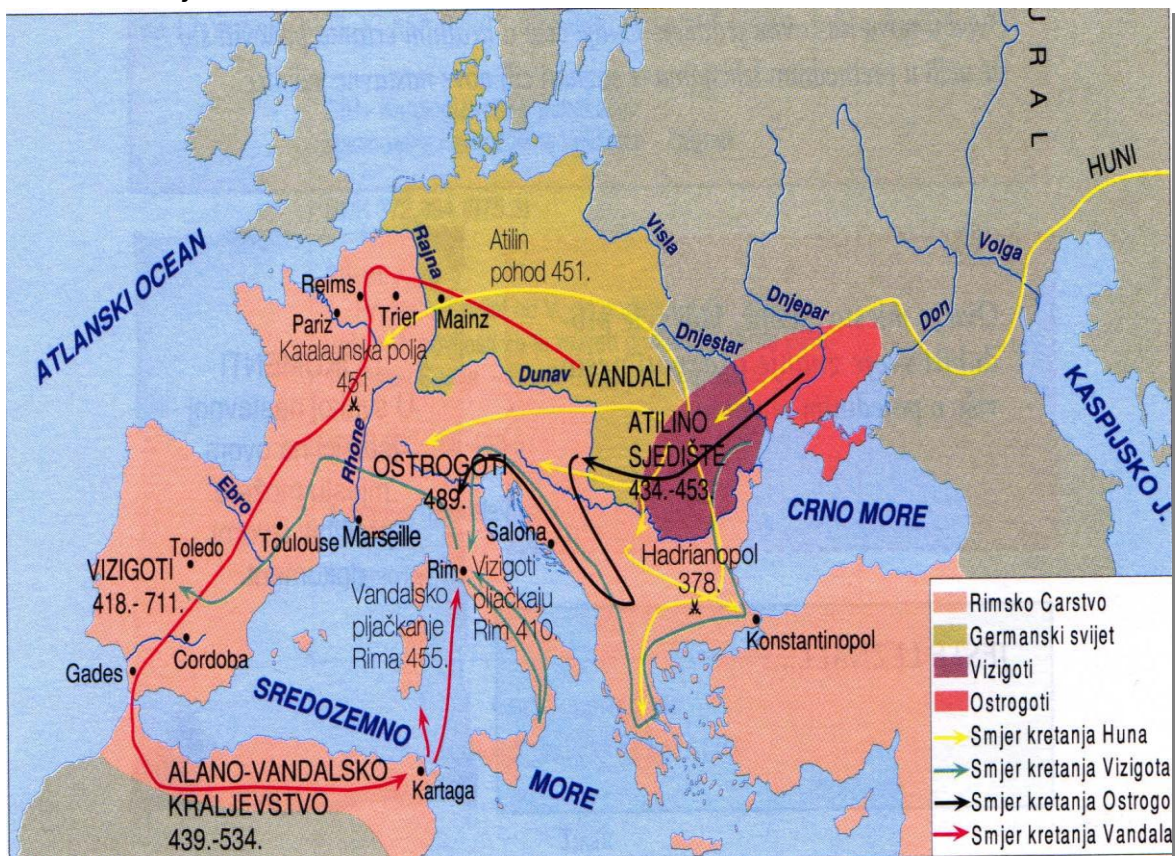 URAL
HUNI
ATLANSKI OCEAN
Atilin
pohod 451.
Rajna
Visla
Volga
Dnjepar
Don
Reims
Trier
Mainz
Pariz
Dnjestar
Katalaunska polja
451.
Dunav
VANDALI
KASPIJSKO J.
ATILINO
SJEDIŠTE
434.-453.
Rhone
OSTROGOTI
489.
Ebro
CRNO MORE
Toulouse
Marseille
Salona
Toledo
Hadrianopol
378.
VIZIGOTI
418.- 711.
Rim
Vizigoti
pljačkaju
Rim 410.
Vandalsko
pljačkanje
Rima 455.
Konstantinopol
Cordoba
Gades
SREDOZEMNO
MORE
ALANO-VANDALSKO
KRALJEVSTVO
439.-534.
Kartaga
Rimsko Carstvo
Germanski svijet
Vizigoti
Ostrogoti
Smjer kretanja Huna
Smjer kretanja Vizigota
Smjer kretanja Ostrogo
Smjer kretanja Vandala